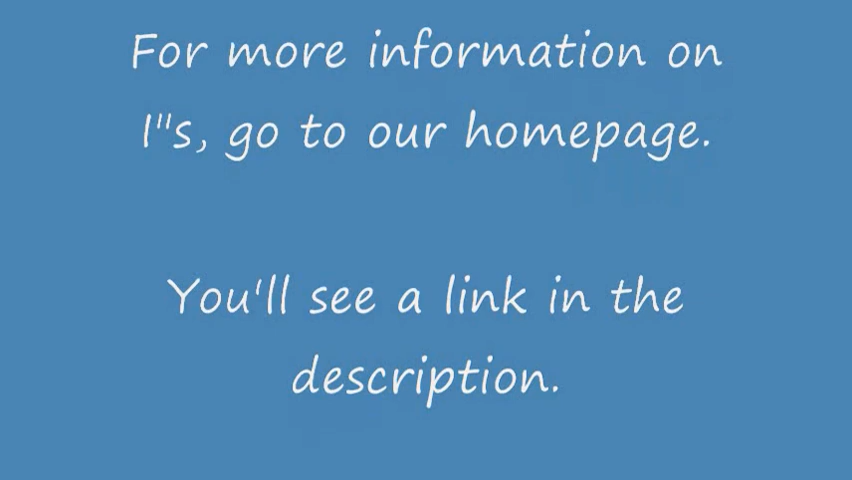 For more information on
I"s, go to our homepage.
You'll see a link in the
description.